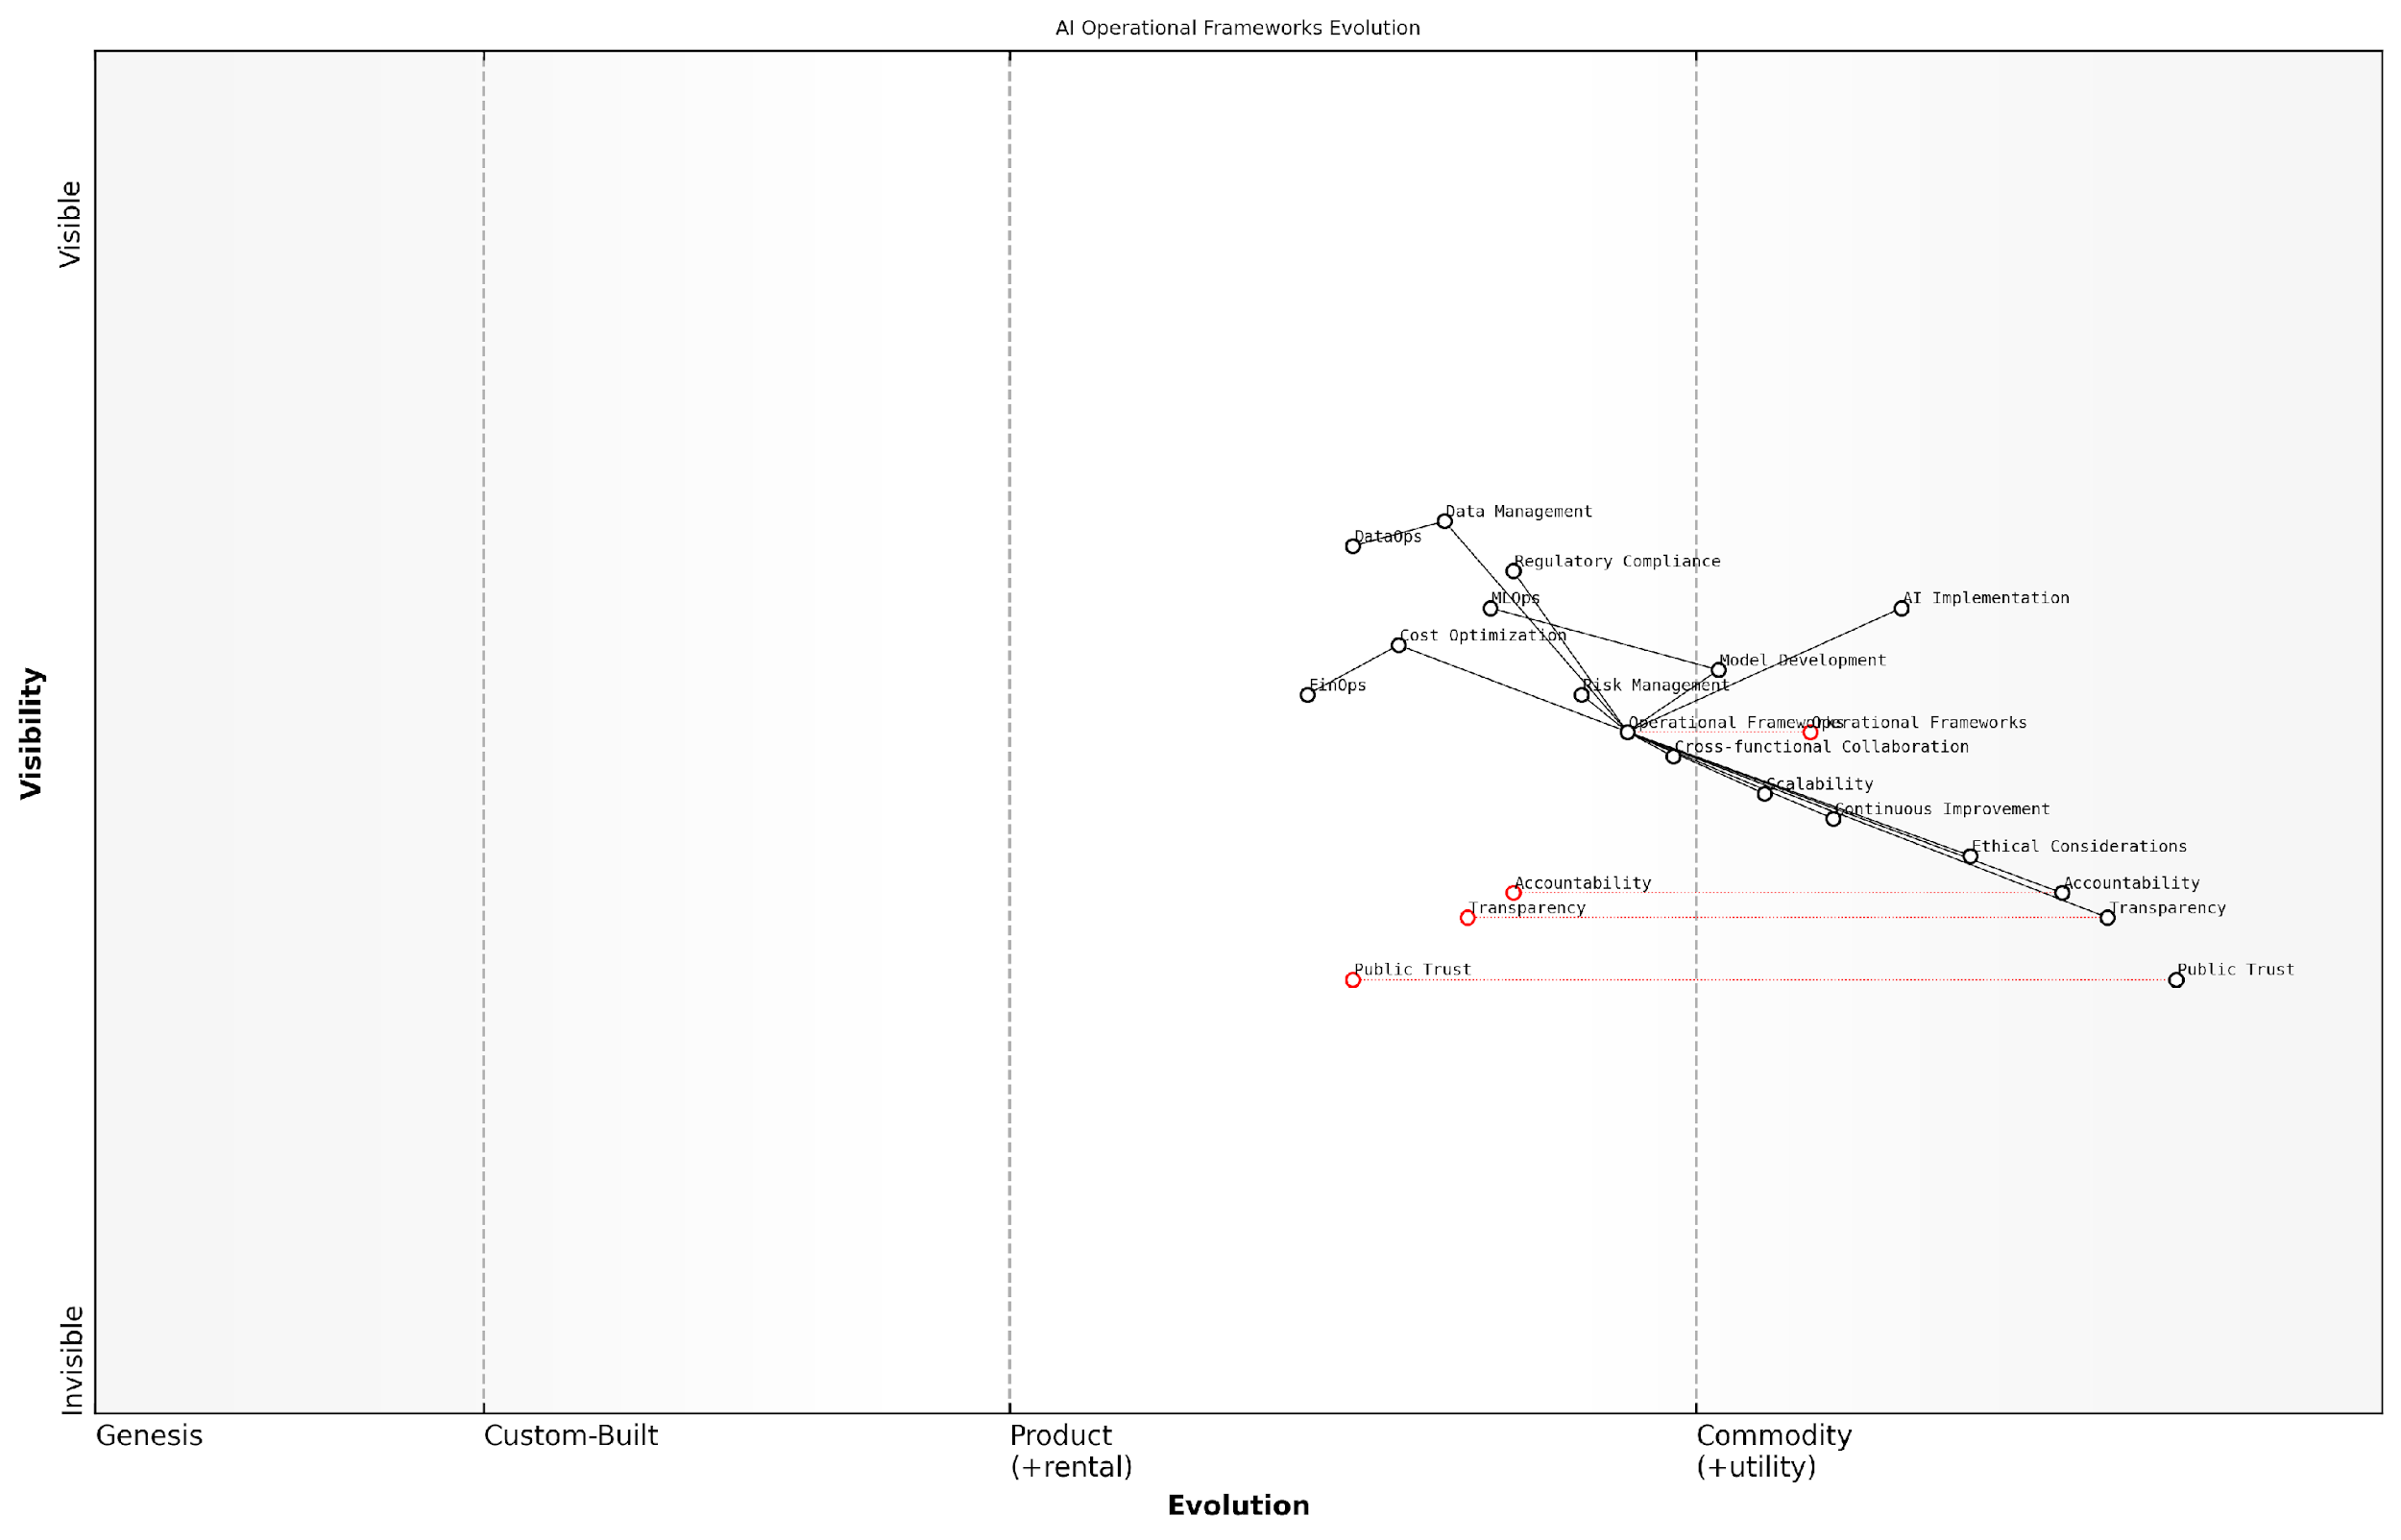 AI Operational Frameworks Evolution
Visible
Visibility
Invisible
Data Management
DataOps
Regulatory Compliance
MLOps
AI Implementation
Cost Optimization
Model Development
FinOps
Risk Management
Operational Frameworks
Operational Frameworks
Cross-functional Collaboration
Scalability
Continuous Improvement
Ethical Considerations
Accountability
Accountability
Transparency
Transparency
Public Trust
Public Trust
Genesis
Custom-Built
Product
(+rental)
Commodity
(+utility)
Evolution